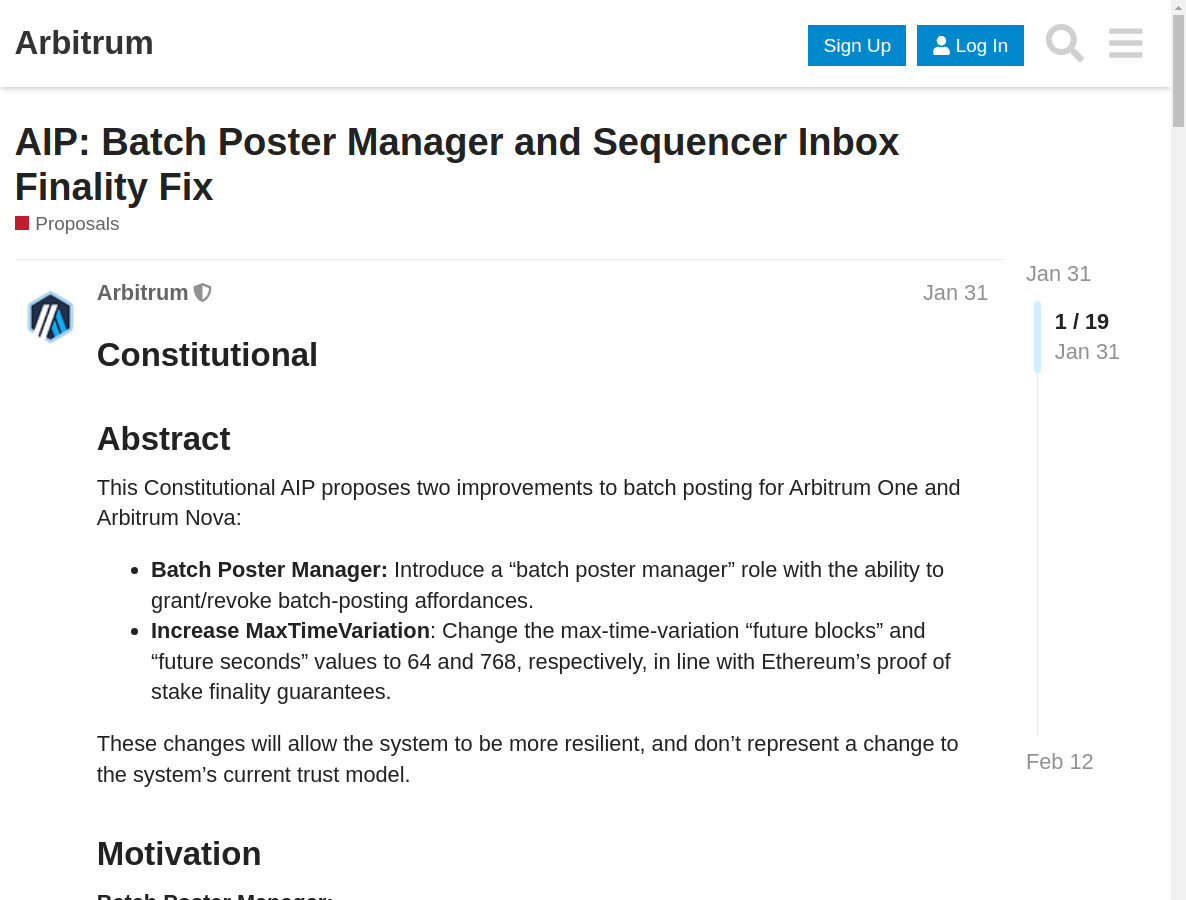 Arbitrum
Sign Up
Log In
AIP: Batch Poster Manager and Sequencer Inbox
Finality Fix
Proposals
Arbitrum
Jan 31
Constitutional
Abstract
This Constitutional AIP proposes two improvements to batch posting for Arbitrum One and
Arbitrum Nova:
Batch Poster Manager: Introduce a “batch poster manager” role with the ability to
grant/revoke batch-posting affordances.
Increase MaxTimeVariation: Change the max-time-variation “future blocks” and
“future seconds” values to 64 and 768, respectively, in line with Ethereum’s proof of
stake finality guarantees.
These changes will allow the system to be more resilient, and don’t represent a change to
the system’s current trust model.
Motivation
Batch Poster Manager:
Jan 31
1 / 19
Jan 31
Feb 12